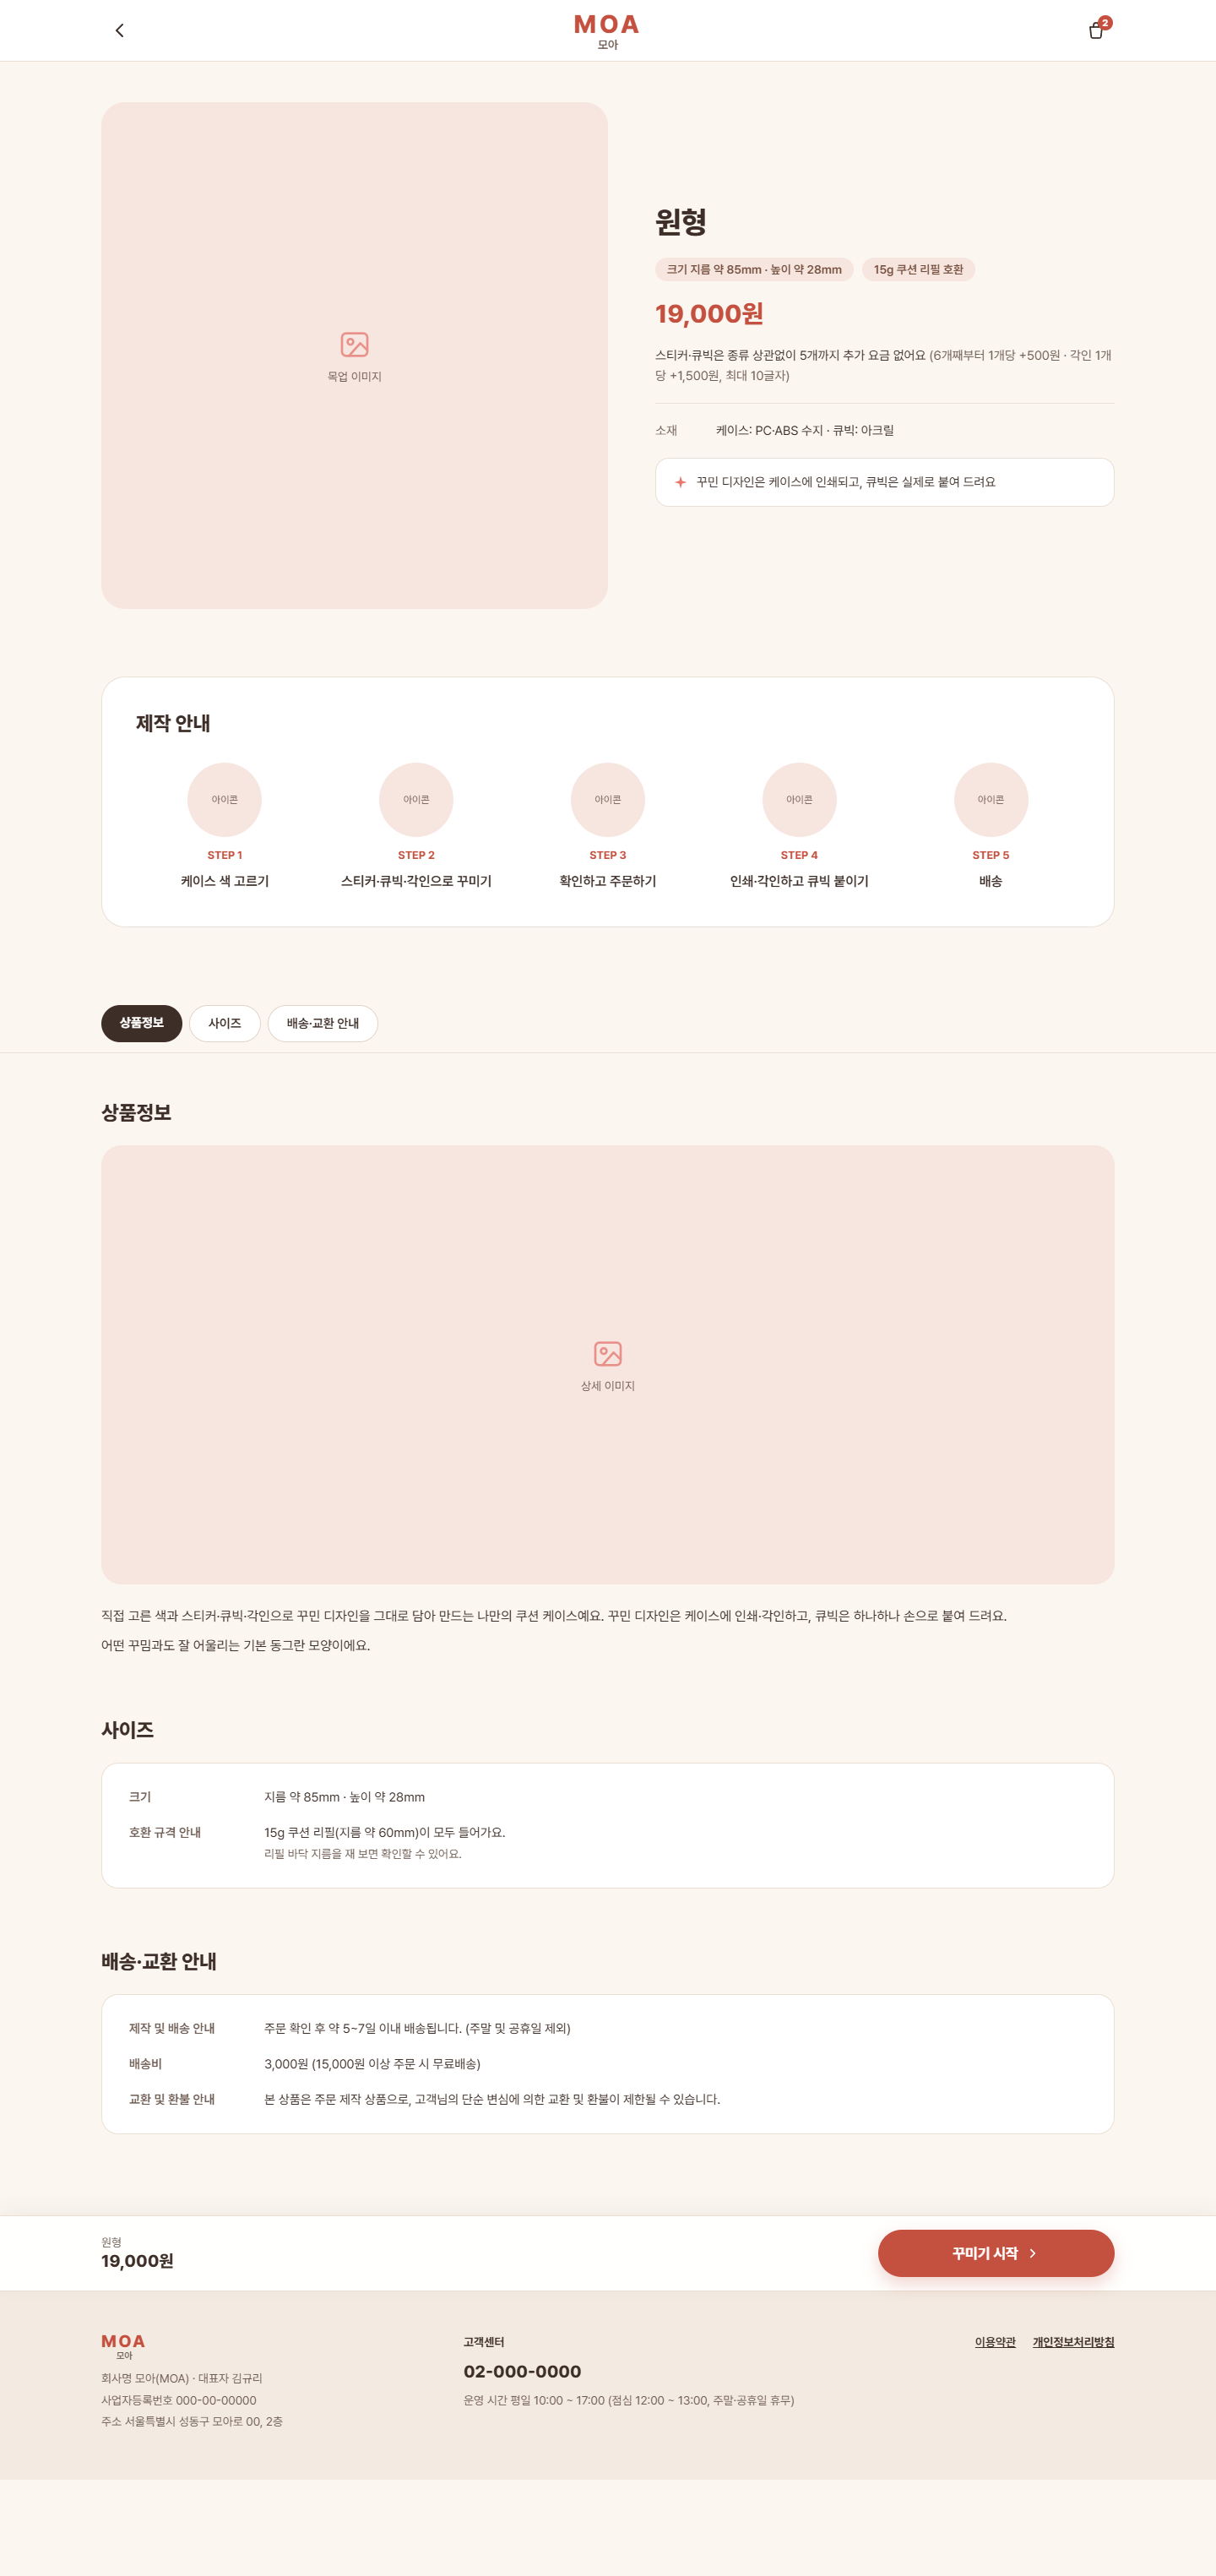 MOA
모아
2
목업 이미지
원형
크기 지름 약 85mm · 높이 약 28mm
15g 쿠션 리필 호환
19,000원
스티커·큐빅은 종류 상관없이 5개까지 추가 요금 없어요 (6개째부터 1개당 +500원 · 각인 1개
당 +1,500원, 최대 10글자)
소재 케이스: PC·ABS 수지 · 큐빅: 아크릴
꾸민 디자인은 케이스에 인쇄되고, 큐빅은 실제로 붙여 드려요
제작 안내
아이콘 아이콘 아이콘 아이콘 아이콘
STEP 1 STEP 2 STEP 3 STEP 4 STEP 5
케이스 색 고르기 스티커·큐빅·각인으로 꾸미기 확인하고 주문하기 인쇄·각인하고 큐빅 붙이기 배송
상품정보 사이즈 배송·교환 안내
상품정보
상세 이미지
직접 고른 색과 스티커·큐빅·각인으로 꾸민 디자인을 그대로 담아 만드는 나만의 쿠션 케이스예요. 꾸민 디자인은 케이스에 인쇄·각인하고, 큐빅은 하나하나 손으로 붙여 드려요.
어떤 꾸밈과도 잘 어울리는 기본 동그란 모양이에요.
사이즈
크기 지름 약 85mm · 높이 약 28mm
호환 규격 안내 15g 쿠션 리필(지름 약 60mm)이 모두 들어가요.
리필 바닥 지름을 재 보면 확인할 수 있어요.
배송·교환 안내
제작 및 배송 안내 주문 확인 후 약 5~7일 이내 배송됩니다. (주말 및 공휴일 제외)
배송비 3,000원 (15,000원 이상 주문 시 무료배송)
교환 및 환불 안내 본 상품은 주문 제작 상품으로, 고객님의 단순 변심에 의한 교환 및 환불이 제한될 수 있습니다.
원형
19,000원
꾸미기 시작
MOA
모아
회사명 모아(MOA) · 대표자 김규리
사업자등록번호 000-00-00000
주소 서울특별시 성동구 모아로 00, 2층
고객센터
02-000-0000
운영 시간 평일 10:00 ~ 17:00 (점심 12:00 ~ 13:00, 주말·공휴일 휴무)
이용약관 개인정보처리방침